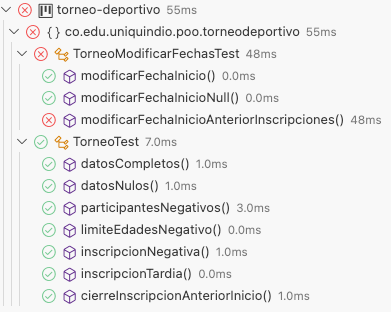 torneo-deportivo 55ms
{} co.edu.uniquindio.poo.torneodeportivo 55ms
TorneoModificarFechasTest 48ms
modificarFechaInicio() 0.0ms
modificarFechaInicioNull() 0.0ms
modificarFechaInicioAnteriorInscripciones() 48ms
TorneoTest 7.0ms
datosCompletos() 1.0ms
datosNulos() 1.0ms
participantesNegativos() 3.0ms
limiteEdadesNegativo() 0.0ms
inscripcionNegativa() 1.0ms
inscripcionTardia() 0.0ms
cierreInscripcionAnteriorInicio() 1.0ms